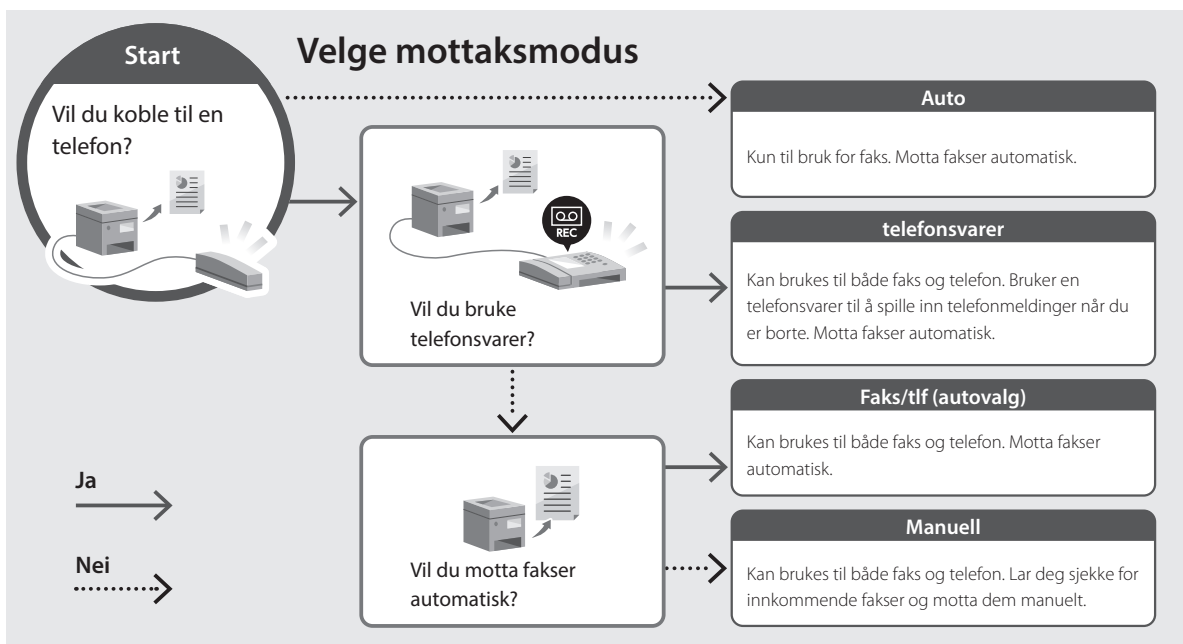 Start
Velge mottaksmodus
Vil du koble til en
telefon?
Auto
Kun til bruk for faks. Motta fakser automatisk.
REC
Vil du bruke
telefonsvarer?
telefonsvarer
Kan brukes til både faks og telefon. Bruker en
telefonsvarer til å spille inn telefonmeldinger når du
er borte. Motta fakser automatisk.
Faks/tlf (autovalg)
Kan brukes til både faks og telefon. Motta fakser
automatisk.
Ja
Nei
Vil du motta fakser
automatisk?
Manuell
Kan brukes til både faks og telefon. Lar deg sjekke for
innkommende fakser og motta dem manuelt.